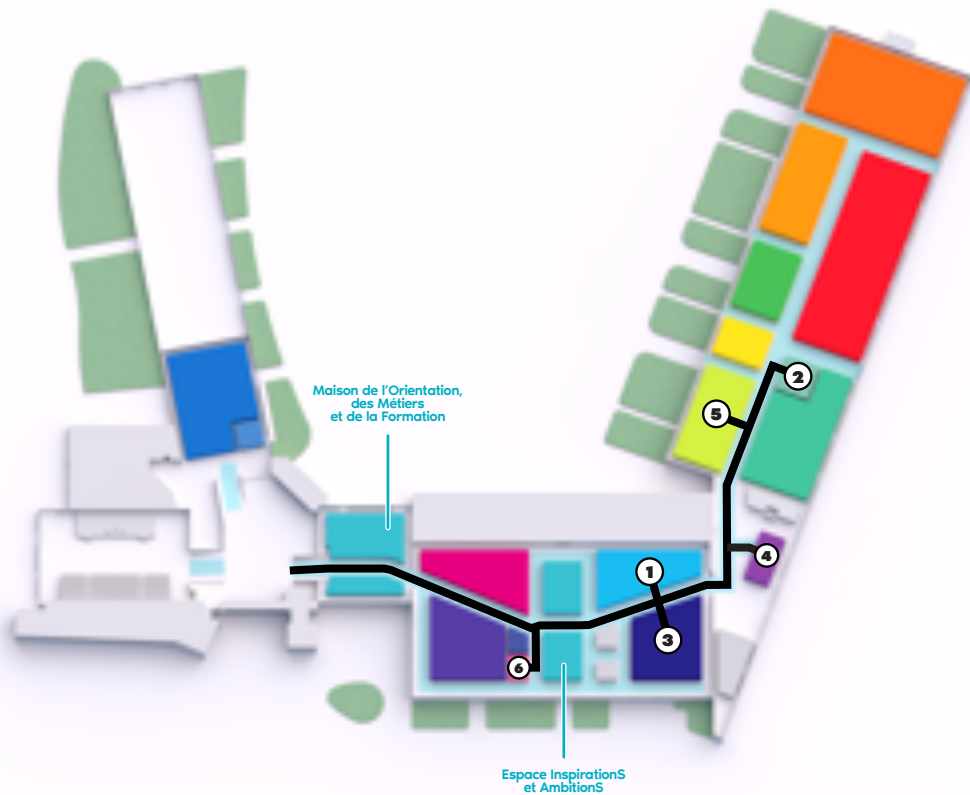 Maison de l'Orientation,
des Métiers
et de la Formation
2
5
4
1
3
6
Espace InspirationS
et AmbitionS